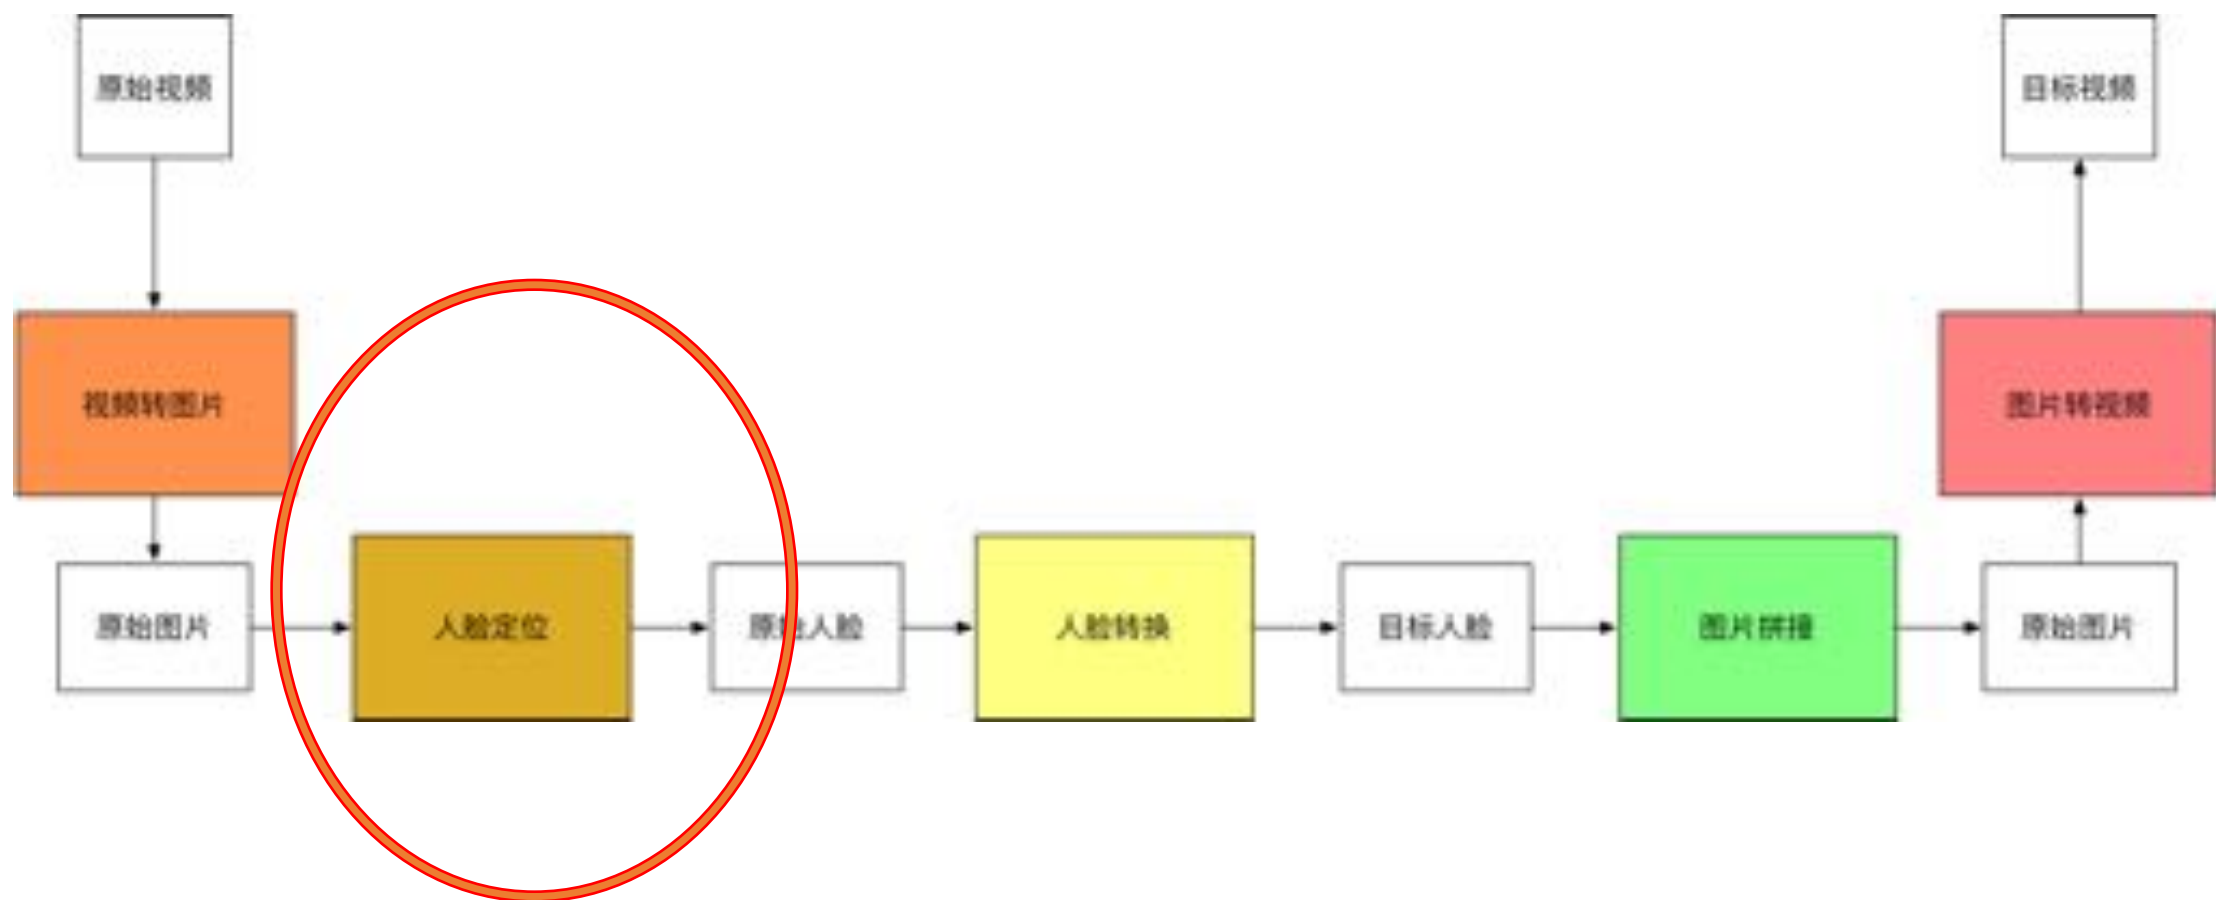 原始视频
目标视频
视频转图片
图片转视频
原始图片
人脸定位
原始人脸
人脸转换
目标人脸
图片拼接
原始图片